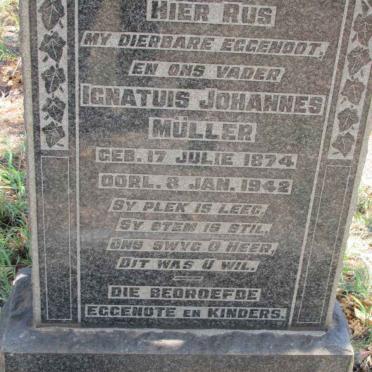 HIER RUS
MY DIERBARE EGGENOOT,
EN ONS VADER
IGNATUIS JOHANNES
MÜLLER
GEB. 17 JULIE 1874
OORL. 8 JAN. 1942
SY PLEK IS LEEG,
SY STEM IS STIL,
ONS SWYG O HEER,
DIT WAS U WIL.
DIE BEDROEFDE
EGGENOTE EN KINDERS.